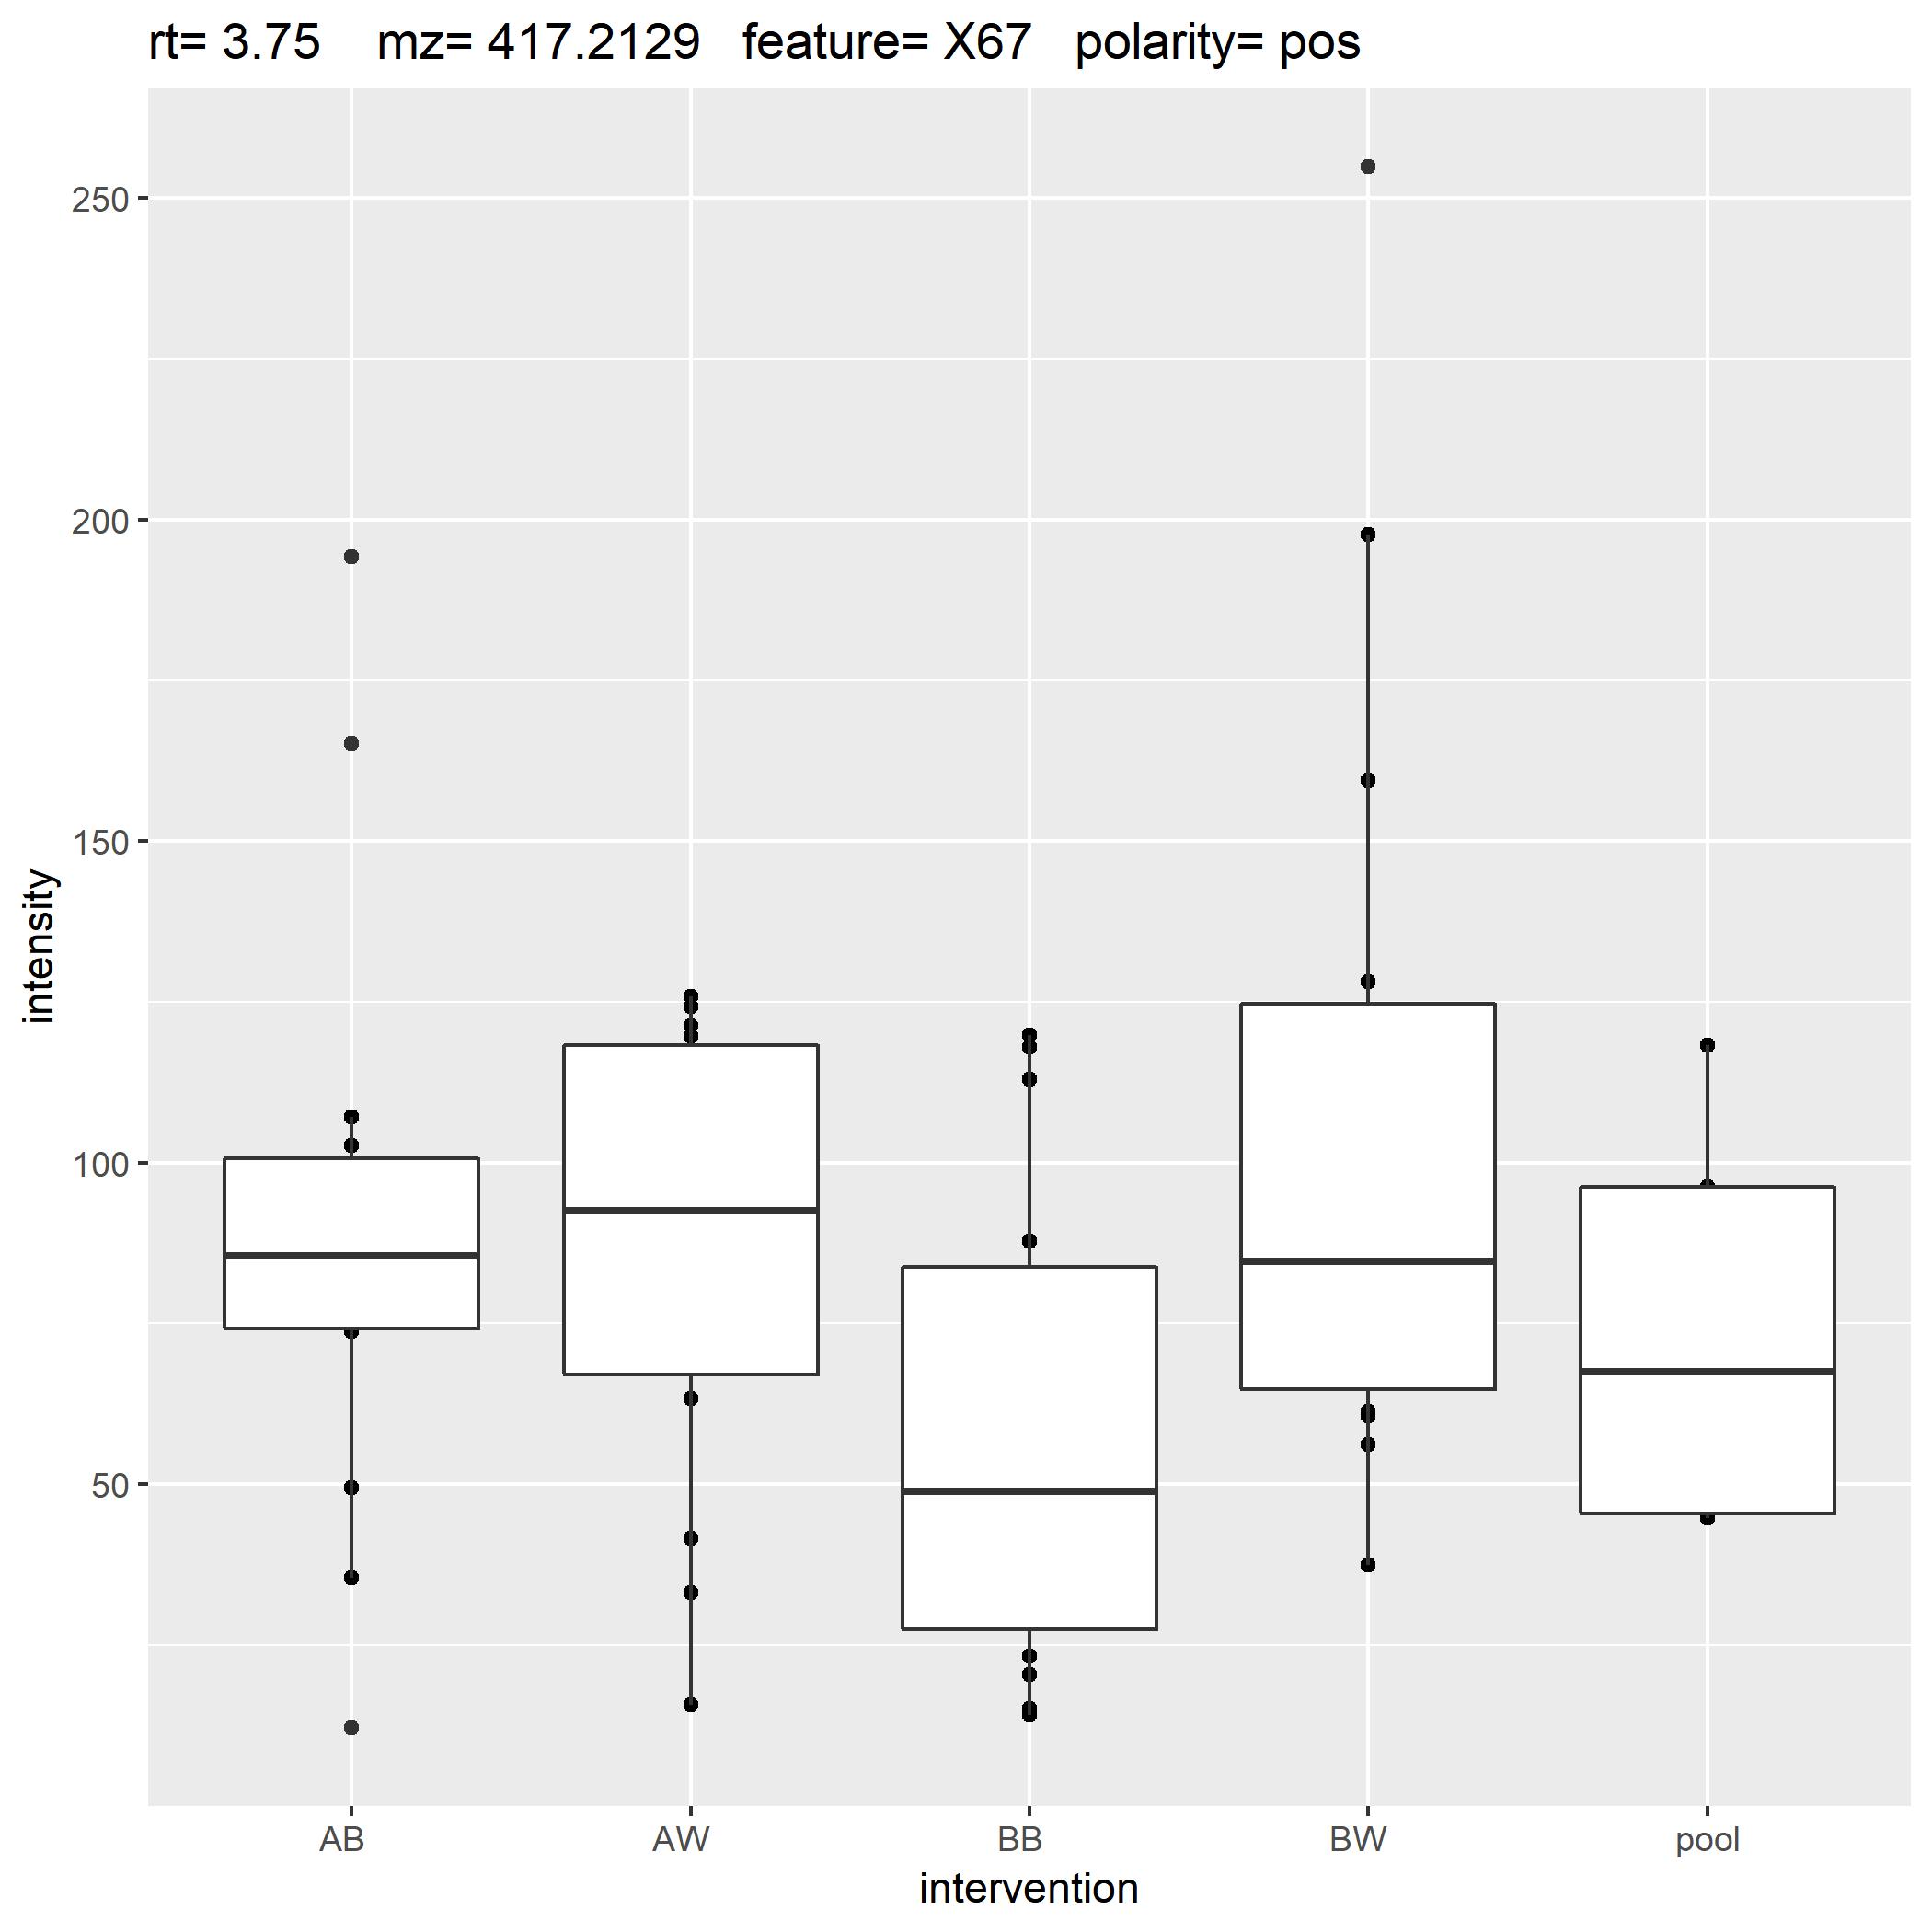 rt= 3.75    mz= 417.2129   feature= X67   polarity= pos
250
200
150
100
50
intensity
AB
AW
BB
BW
pool
intervention